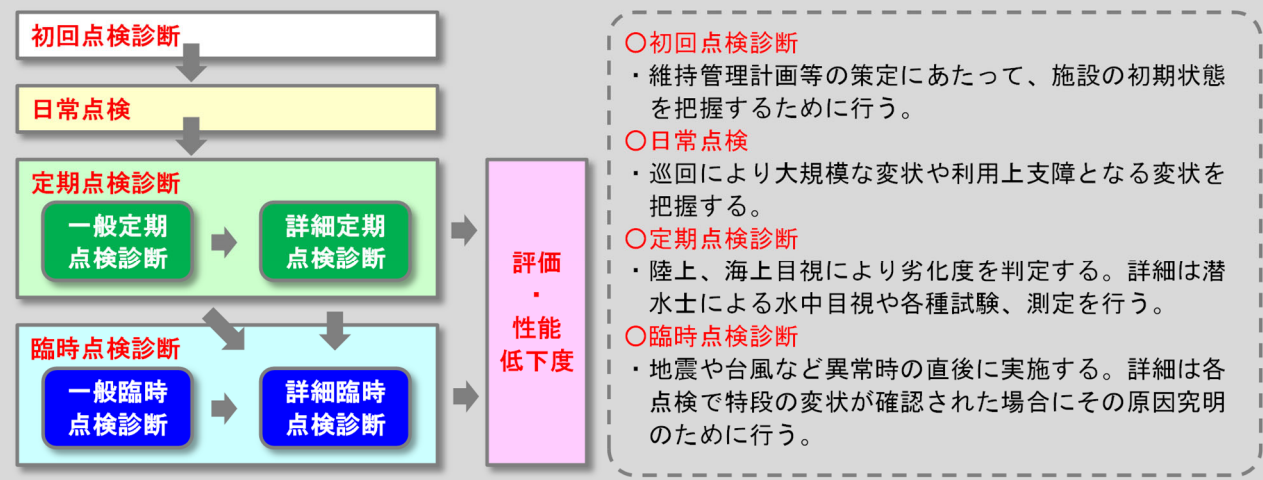 初回点検診断
日常点検
定期点検診断
一般定期
点検診断
詳細定期
点検診断
臨時点検診断
一般臨時
点検診断
詳細臨時
点検診断
評価
・
性能
低下度
〇初回点検診断
・維持管理計画等の策定にあたって、施設の初期状態
を把握するために行う。
〇日常点検
・巡回により大規模な変状や利用上支障となる変状を
把握する。
〇定期点検診断
・陸上、海上目視により劣化度を判定する。詳細は潜
水士による水中目視や各種試験、測定を行う。
〇臨時点検診断
・地震や台風など異常時の直後に実施する。詳細は各
点検で特段の変状が確認された場合にその原因究明
のために行う。